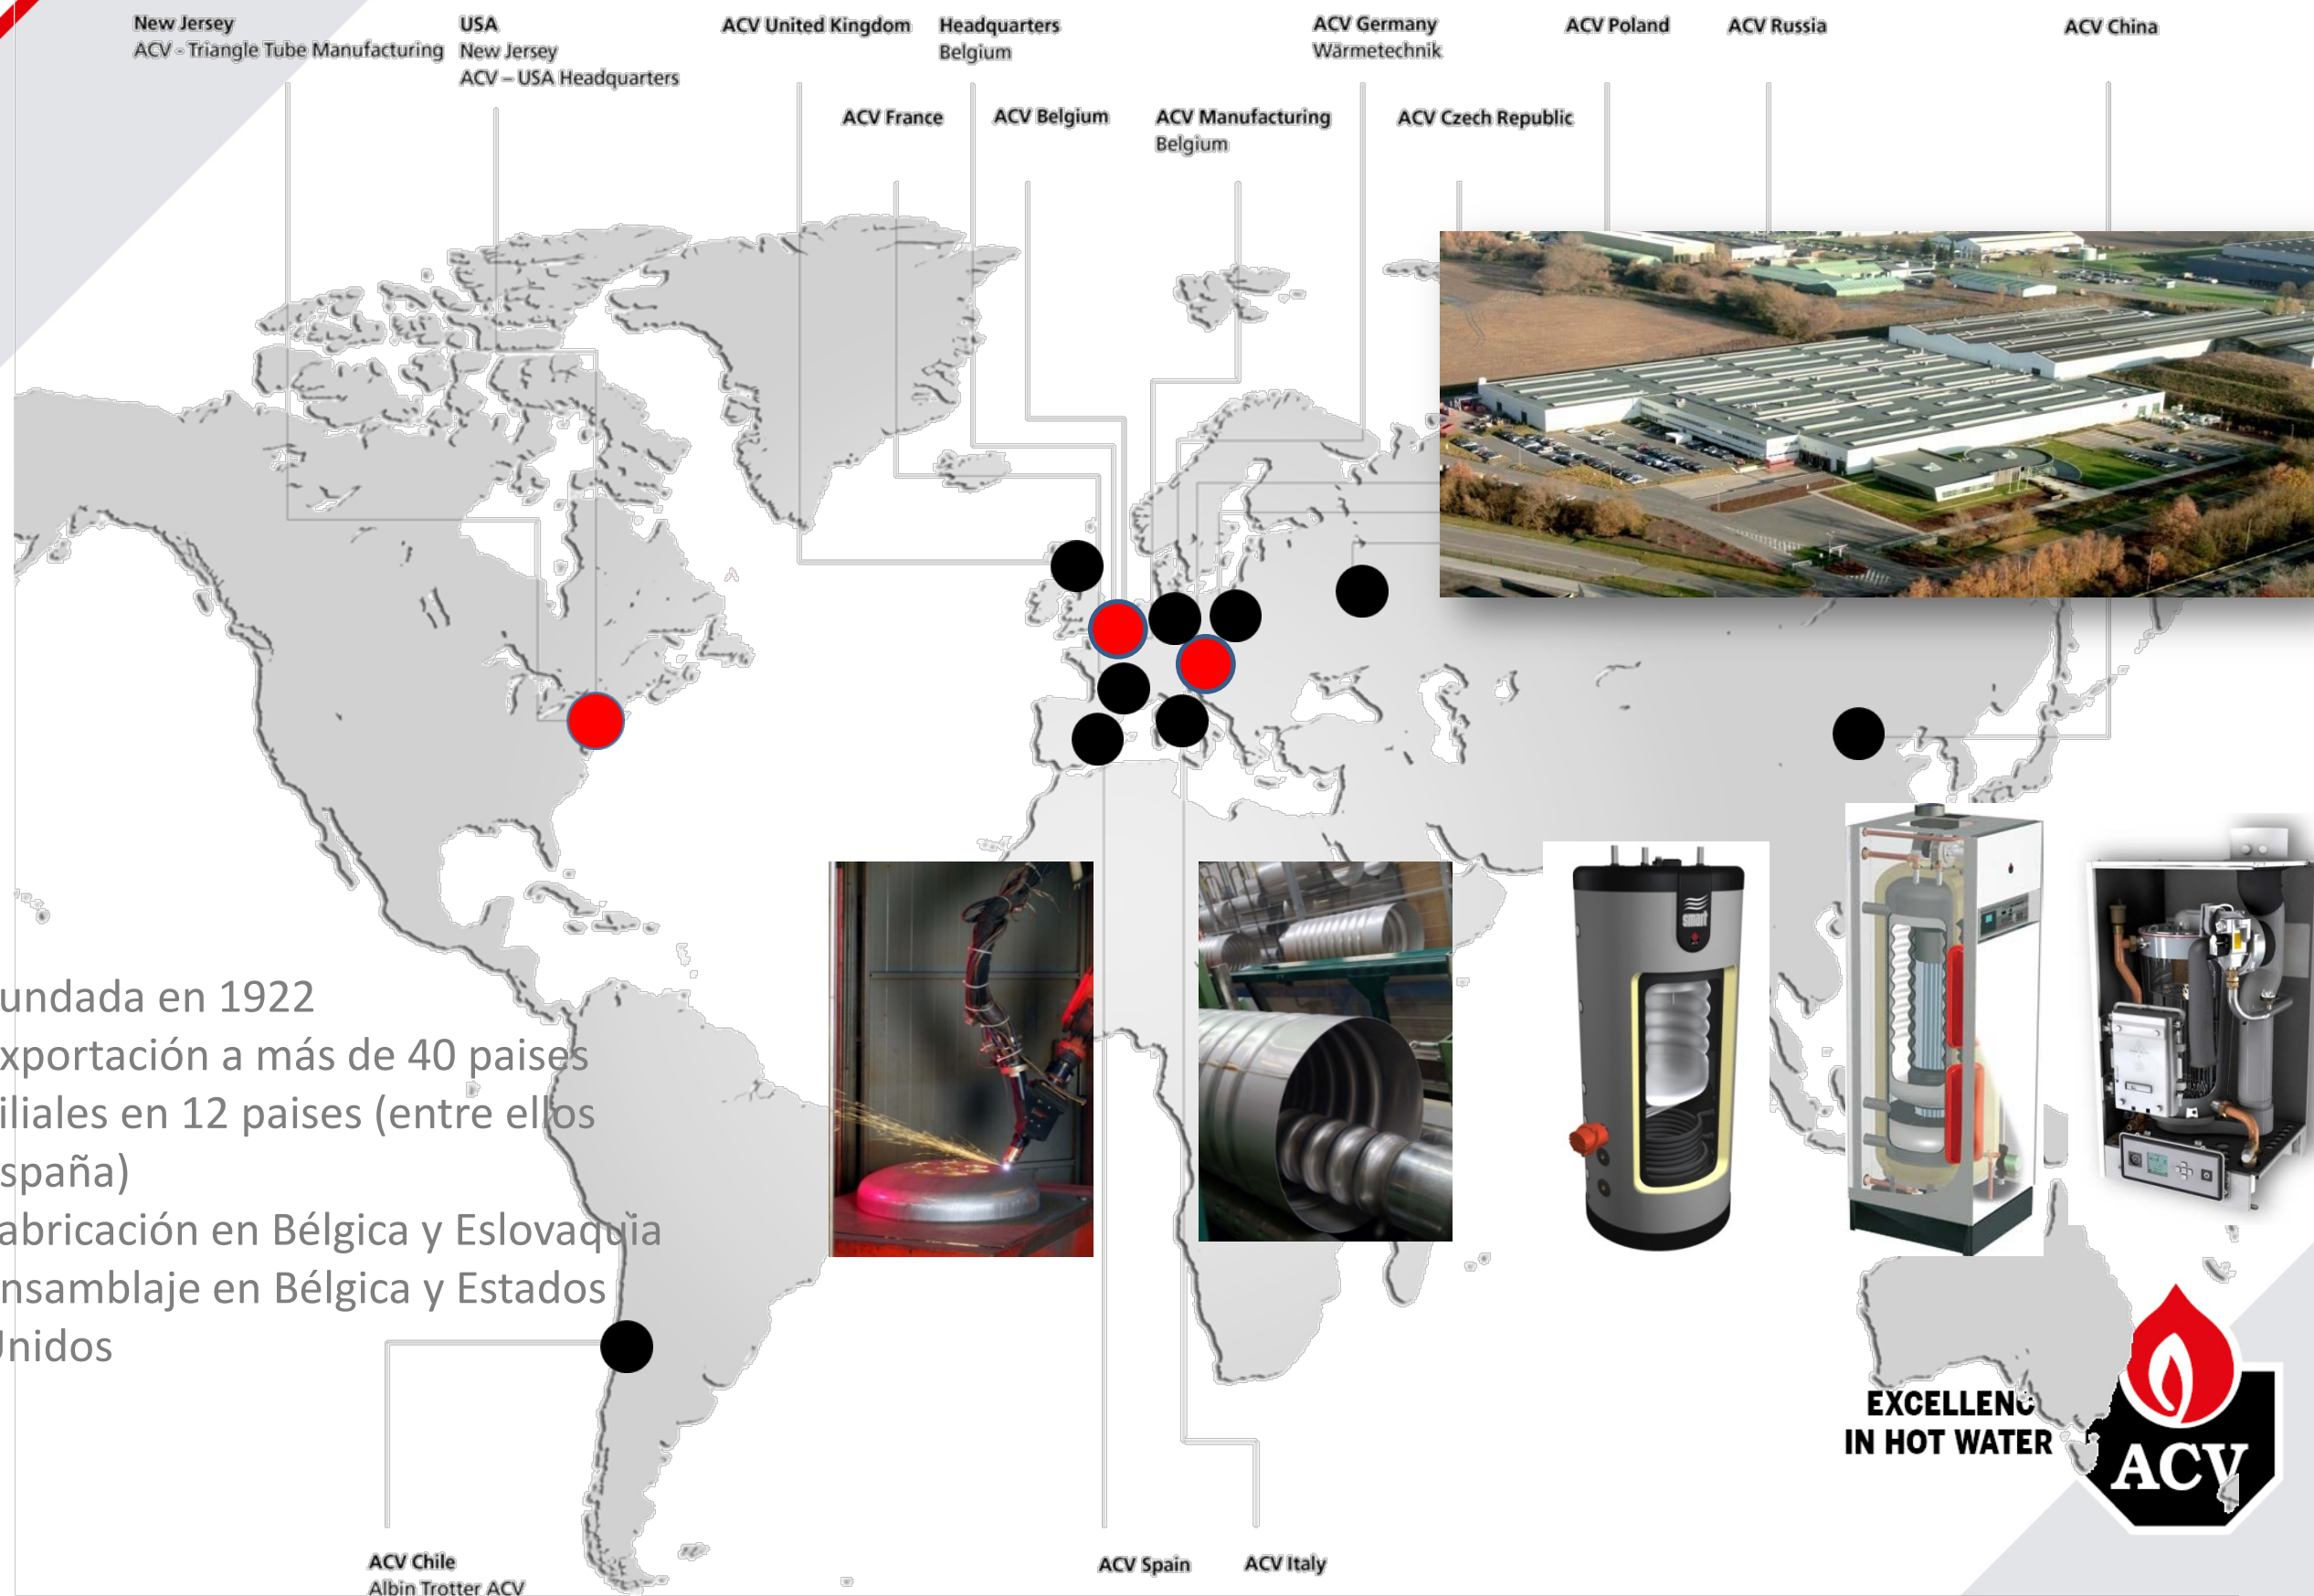 New Jersey
ACV - Triangle Tube Manufacturing
USA
New Jersey
ACV – USA Headquarters
ACV United Kingdom
Headquarters
Belgium
ACV Germany
Wärmetechnik
ACV Poland
ACV Russia
ACV China
ACV France
ACV Belgium
ACV Manufacturing
Belgium
ACV Czech Republic
smart
undada en 1922
xportación a más de 40 paises
iliales en 12 paises (entre ellos
spaña)
abricación en Bélgica y Eslovaquia
nsamblaje en Bélgica y Estados
Unidos
EXCELLENC
IN HOT WATER
ACV
ACV Chile
Albin Trotter ACV
ACV Spain
ACV Italy